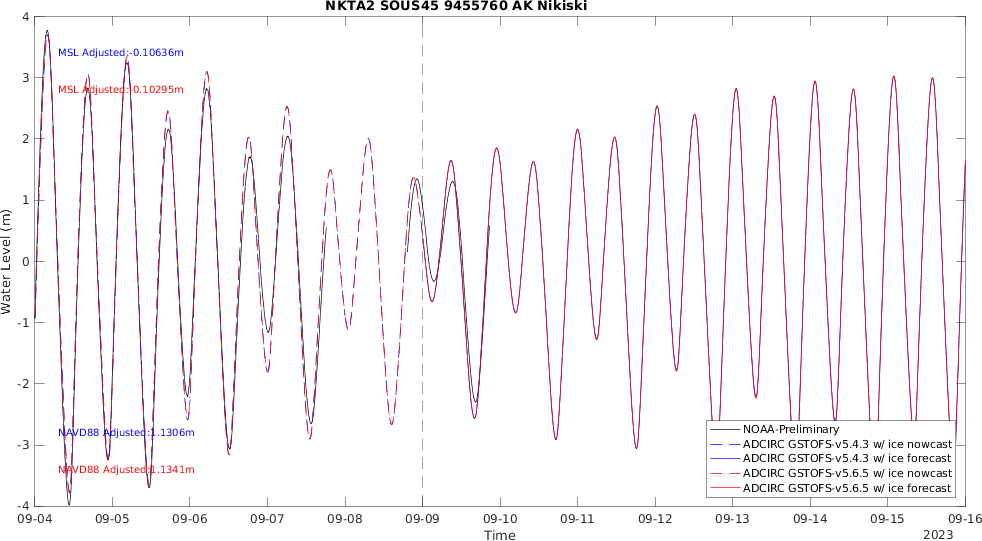 NKTA2 SOUS45 9455760 AK Nikiski
4
3
2
1
0
-1
-2
-3
-4
Water Level (m)
MSL Adjusted:-0.10636m
MSL Adjusted:-0.10295m
NAVD88 Adjusted:1.1306m
NAVD88 Adjusted:1.1341m
NOAA-Preliminary
ADCIRC GSTOFS-v5.4.3 w/ ice nowcast
ADCIRC GSTOFS-v5.4.3 w/ ice forecast
ADCIRC GSTOFS-v5.6.5 w/ ice nowcast
ADCIRC GSTOFS-v5.6.5 w/ ice forecast
09-04 09-05 09-06 09-07 09-08 09-09 09-10 09-11 09-12 09-13 09-14 09-15 09-16
Time
2023